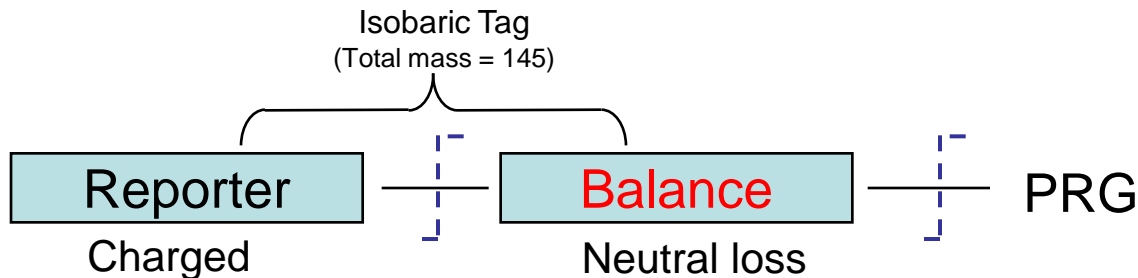 Isobaric Tag
(Total mass = 145)
Reporter
Balance
PRG
Charged
Neutral loss